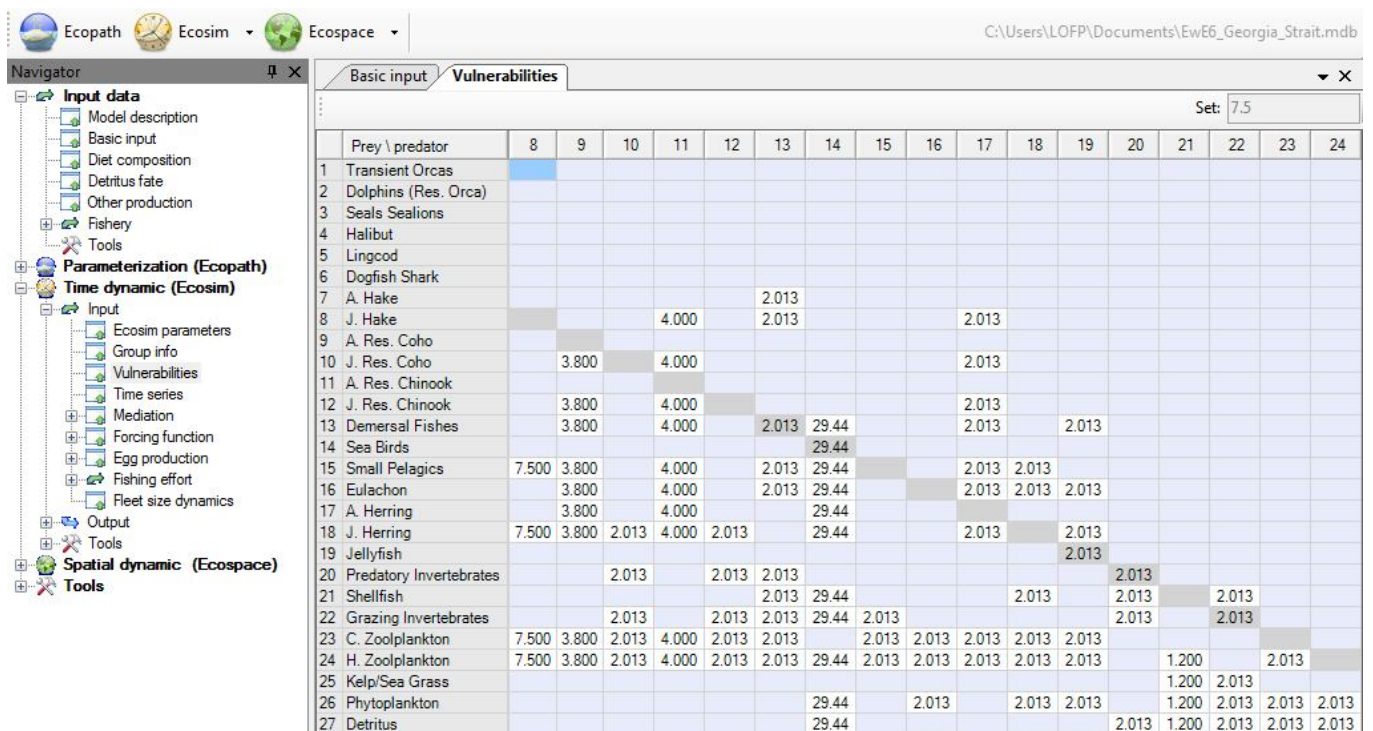 Ecopath Ecosim Ecospace C:\Users\LOFP\Documents\EwE6_Georgia_Strait.mdb
Navigator
Input data
Model description
Basic input
Diet composition
Detritus fate
Other production
Fishery
Tools
Parameterization (Ecopath)
Time dynamic (Ecosim)
Input
Ecosim parameters
Group info
Vulnerabilities
Time series
Mediation
Forcing function
Egg production
Fishing effort
Fleet size dynamics
Output
Tools
Spatial dynamic (Ecospace)
Tools
Basic input Vulnerabilities
Set: 7.5
Prey \ predator 8 9 10 11 12 13 14 15 16 17 18 19 20 21 22 23 24
1 Transient Orcas
2 Dolphins (Res. Orca)
3 Seals Sealions
4 Halibut
5 Lingcod
6 Dogfish Shark
7 A. Hake 2.013
8 J. Hake 4.000 2.013 2.013
9 A. Res. Coho
10 J. Res. Coho 3.800 4.000 2.013
11 A. Res. Chinook
12 J. Res. Chinook 3.800 4.000 2.013
13 Demersal Fishes 3.800 4.000 2.013 29.44 2.013 2.013
14 Sea Birds 29.44
15 Small Pelagics 7.500 3.800 4.000 2.013 29.44 2.013 2.013
16 Eulachon 3.800 4.000 2.013 29.44 2.013 2.013 2.013
17 A. Herring 3.800 4.000 29.44
18 J. Herring 7.500 3.800 2.013 4.000 2.013 29.44 2.013 2.013
19 Jellyfish 2.013
20 Predatory Invertebrates 2.013 2.013 2.013 2.013
21 Shellfish 2.013 29.44 2.013 2.013 2.013
22 Grazing Invertebrates 2.013 2.013 2.013 29.44 2.013 2.013 2.013
23 C. Zoolplankton 7.500 3.800 2.013 4.000 2.013 2.013 2.013 2.013 2.013 2.013 2.013
24 H. Zoolplankton 7.500 3.800 2.013 4.000 2.013 2.013 29.44 2.013 2.013 2.013 2.013 2.013 1.200 2.013
25 Kelp/Sea Grass 1.200 2.013
26 Phytoplankton 29.44 2.013 2.013 2.013 1.200 2.013 2.013 2.013
27 Detritus 29.44 2.013 1.200 2.013 2.013 2.013